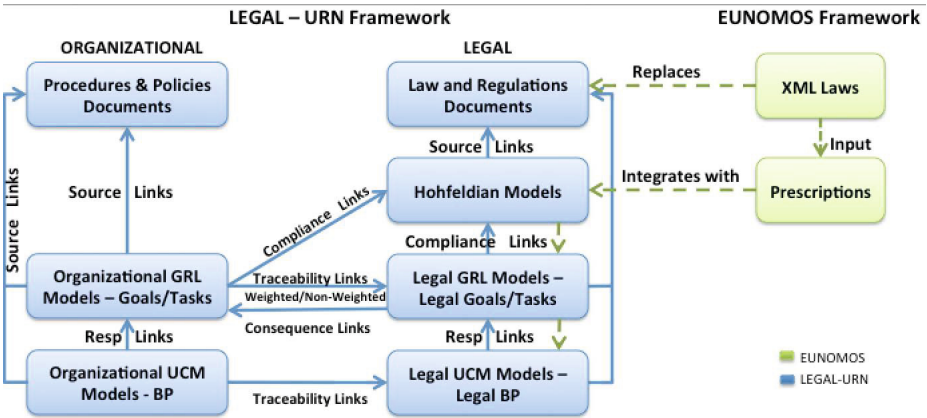 LEGAL – URN Framework
EUNOMOS Framework
ORGANIZATIONAL
LEGAL
Procedures & Policies
Documents
Law and Regulations
Documents
Replaces
XML Laws
Source Links
Input
Source Links
Source Links
Hohfeldian Models
Integrates with
Prescriptions
Compliance Links
Compliance Links
Organizational GRL
Models – Goals/Tasks
Traceability Links
Weighted/Non-Weighted
Consequence Links
Legal GRL Models –
Legal Goals/Tasks
Resp Links
Resp Links
Organizational UCM
Models - BP
Traceability Links
Legal UCM Models –
Legal BP
EUNOMOS
LEGAL-URN